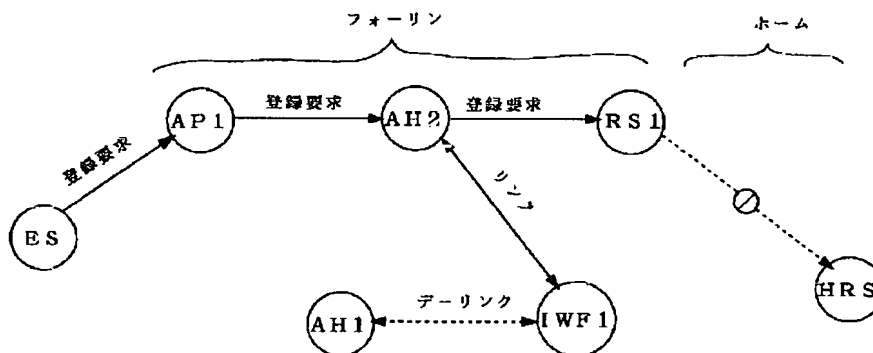 フォーリン
ホーム
AP1
登録要求
AH2
登録要求
RS1
登録要求
ES
リンク
HRS
AH1
デーリンク
IWF1